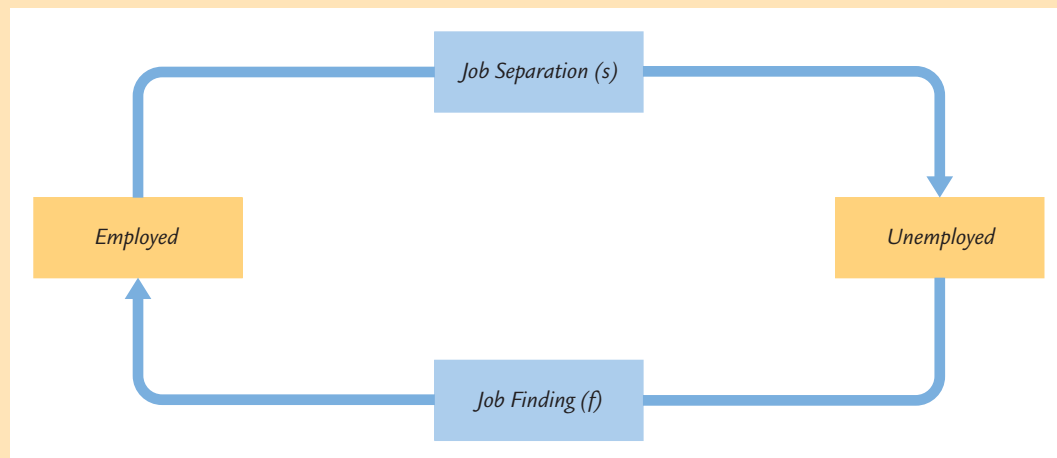 Job Separation (s)
Employed
Unemployed
Job Finding (f)